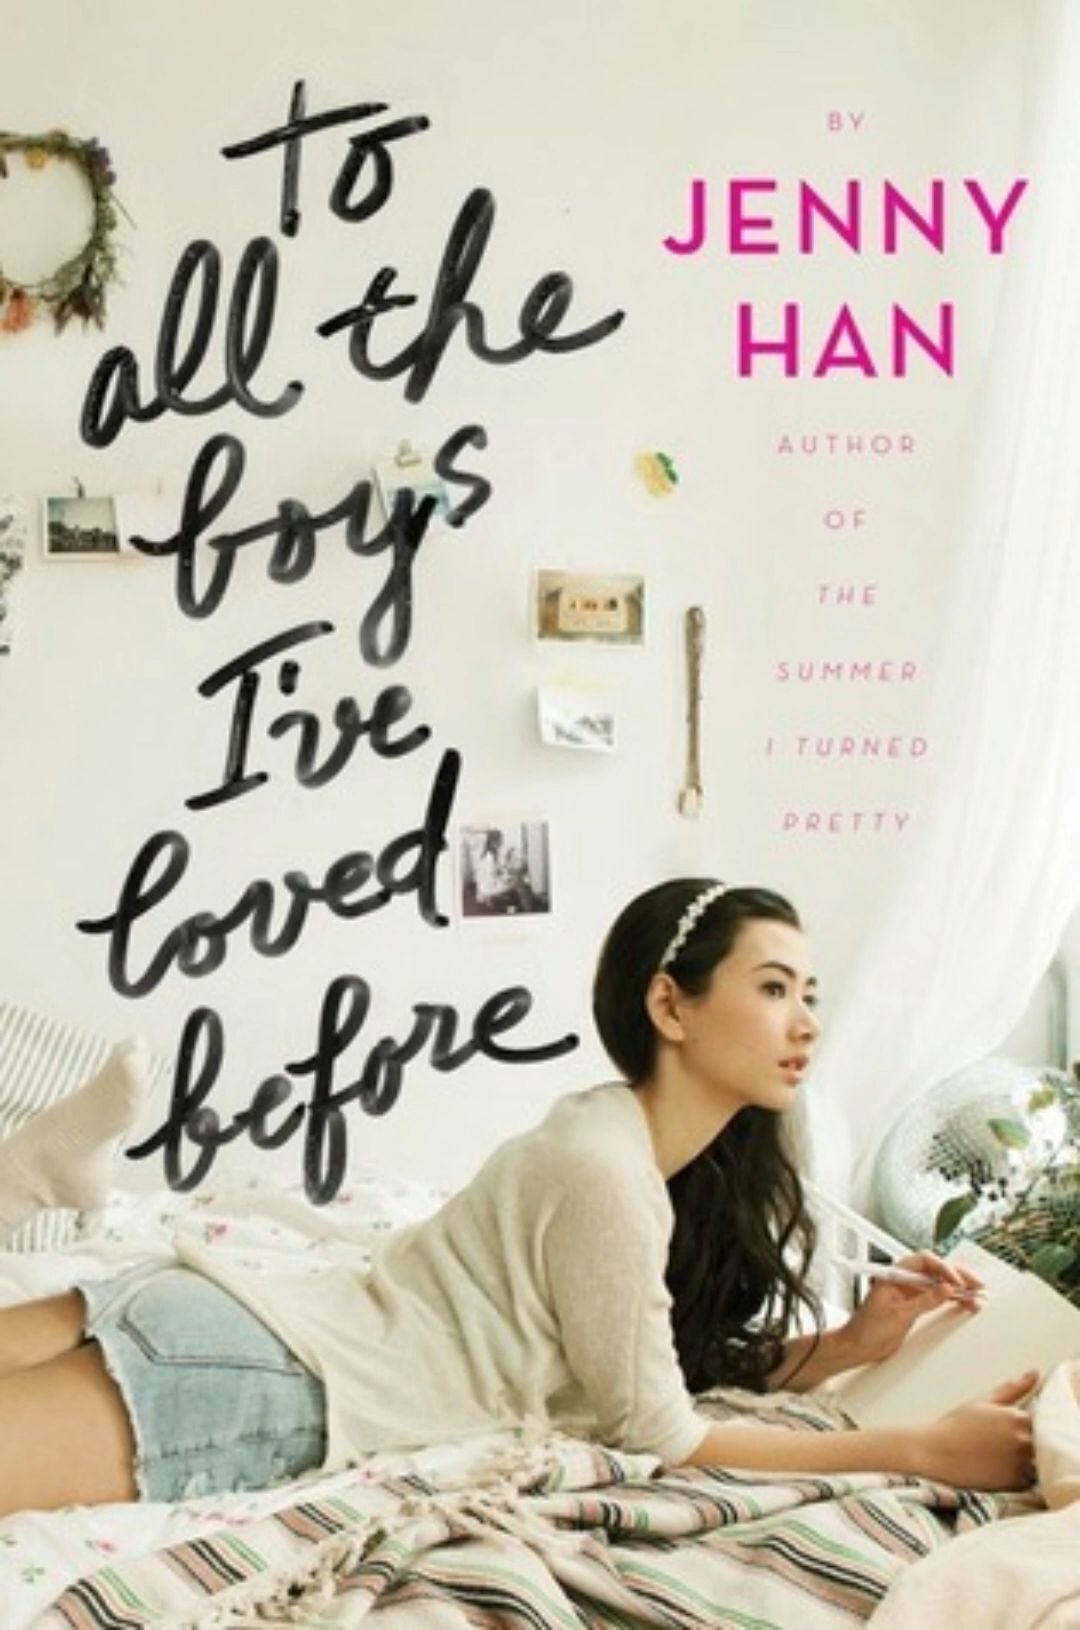 to
all the
boys
I've
loved
before
BY
JENNY
HAN
AUTHOR
OF
THE
SUMMER
I TURNED
PRETTY